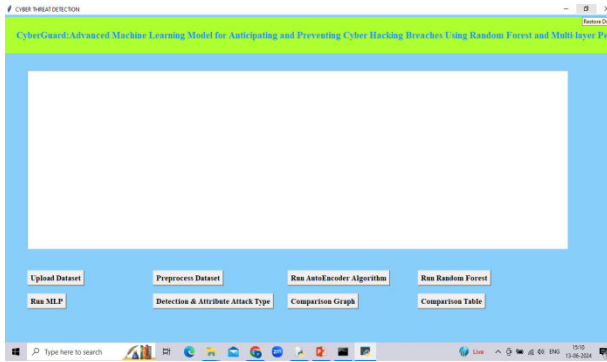 CYBER THREAT DETECTION
CyberGuard:Advanced Machine Learning Model for Anticipating and Preventing Cyber Hacking Breaches Using Random Forest and Multi-layer Pe
Upload Dataset Preprocess Dataset Run AutoEncoder Algorithm Run Random Forest
Run MLP Detection & Attribute Attack Type Comparison Graph Comparison Table
Type here to search Live ENG 15:10
13-06-2024